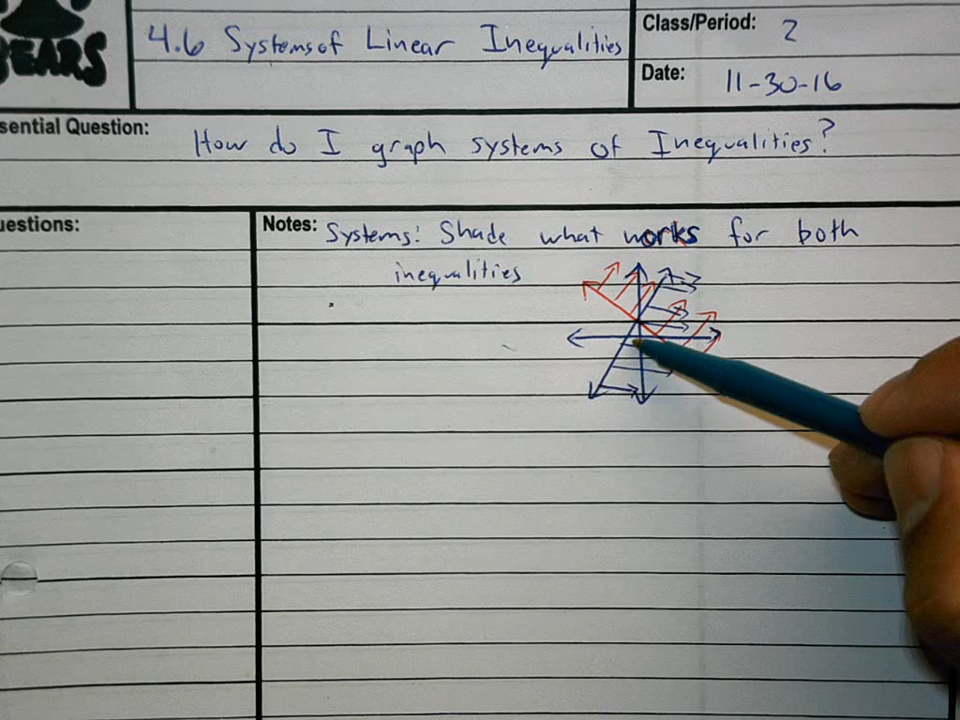 BEARS
4.6 Systems of Linear Inequalities
Class/Period: 2
Date: 11-30-16
sential Question: How do I graph systems of Inequalities?
uestions:
Notes: Systems: Shade what works for both
inequalities